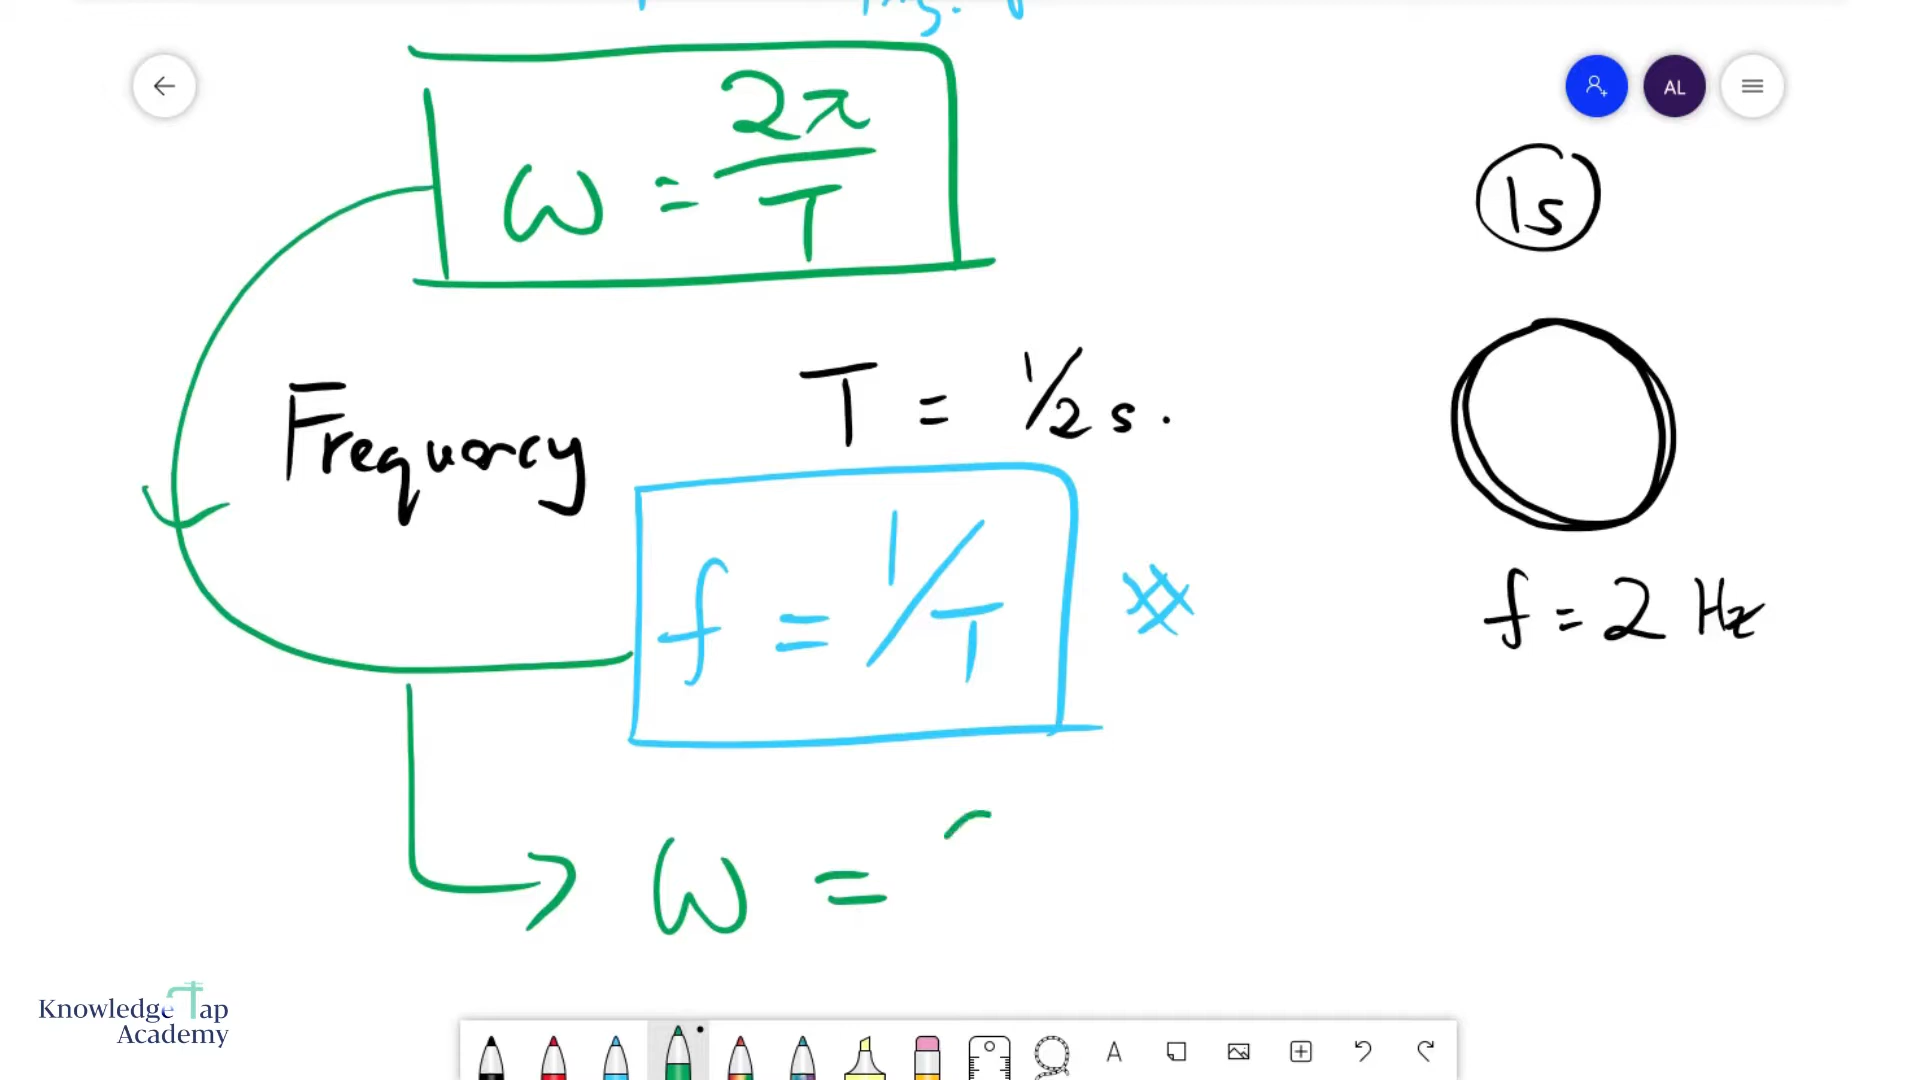 AL
ω = 2π/T
1s
Frequency
T = 1/2 s.
f = 1/T
f = 2 Hz
ω =
Knowledge Tap
Academy
A